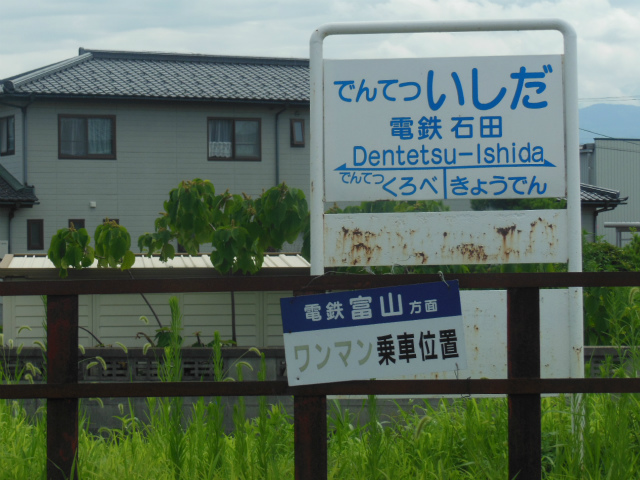 でんてついしだ
電鉄石田
Dentetsu-Ishida
でんてつくろべ きょうでん
電鉄富山方面
ワンマン乗車位置